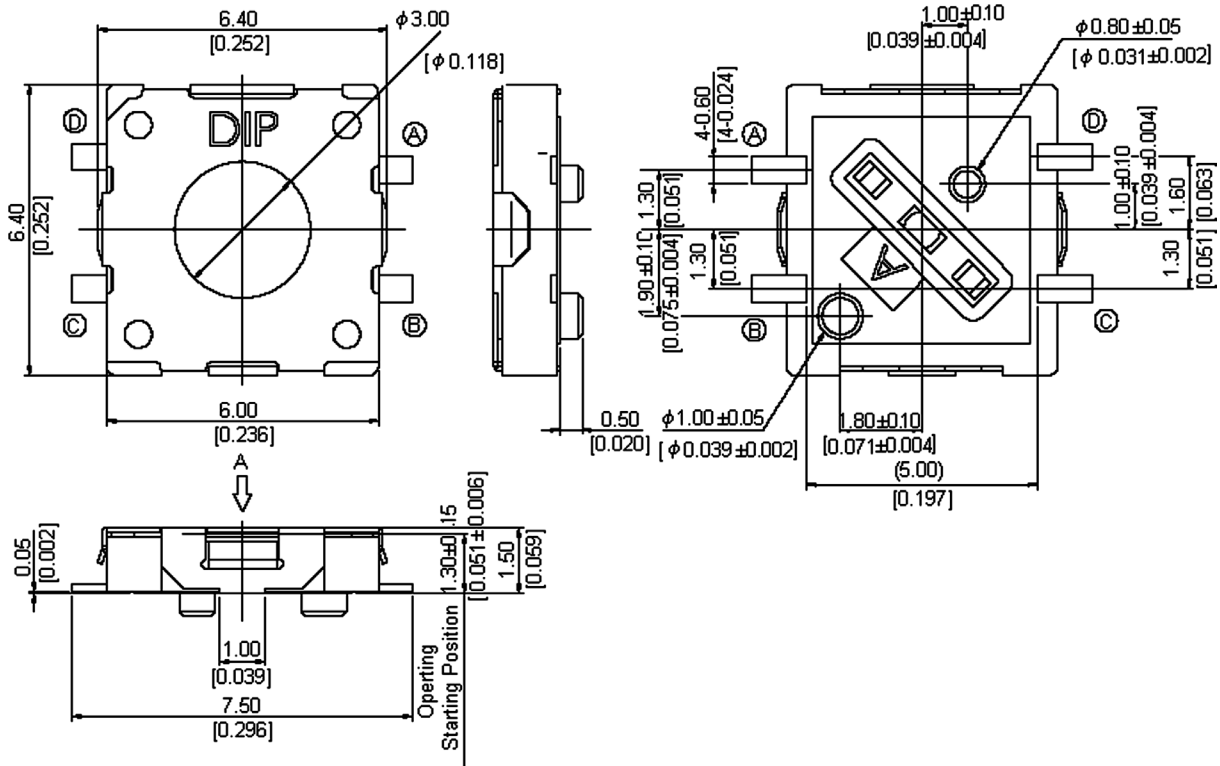 6.40
[0.252]
ϕ3.00
[ϕ0.118]
D
DIP
A
6.40
[0.252]
C
B
6.00
[0.236]
0.50
[0.020]
1.00±0.10
[0.039±0.004]
ϕ0.80±0.05
[ϕ0.031±0.002]
4-0.60
[4-0.024]
A
D
1.30
[0.051]
1.00±0.10
[0.039±0.004]
1.60
[0.063]
1.90±0.10
[0.075±0.004]
1.30
[0.051]
A
1.30
[0.051]
B
C
ϕ1.00±0.05
[ϕ0.039±0.002]
1.80±0.10
[0.071±0.004]
(5.00)
[0.197]
A
0.05
[0.002]
1.30±0.15
[0.051±0.006]
1.50
[0.059]
1.00
[0.039]
7.50
[0.296]
Operting
Starting Position